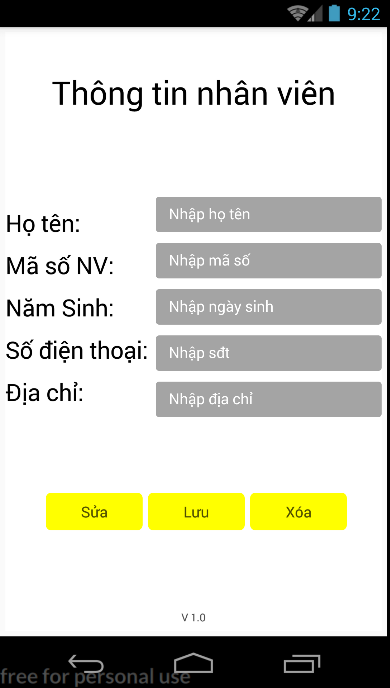 9:22
Thông tin nhân viên
Họ tên:
Nhập họ tên
Mã số NV:
Nhập mã số
Năm Sinh:
Nhập ngày sinh
Số điện thoại:
Nhập sđt
Địa chỉ:
Nhập địa chỉ
Sửa Lưu Xóa
V 1.0
free for personal use